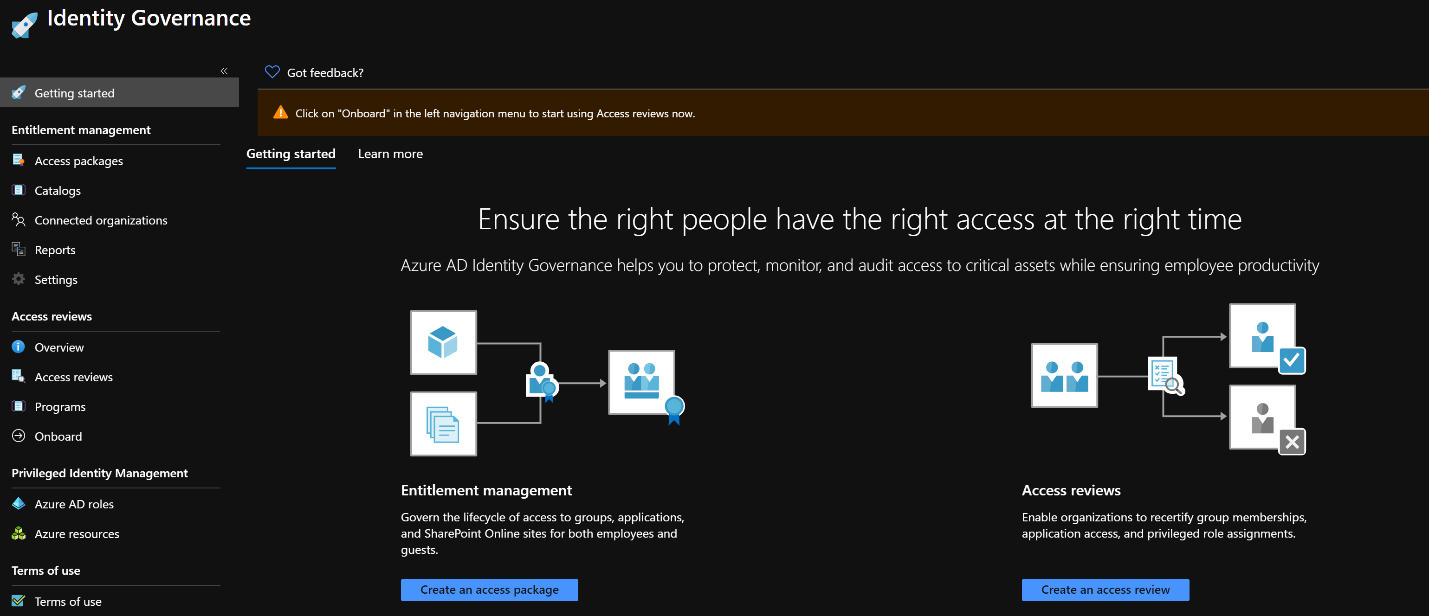 Identity Governance
«
Getting started
Entitlement management
Access packages
Catalogs
Connected organizations
Reports
Settings
Access reviews
Overview
Access reviews
Programs
Onboard
Privileged Identity Management
Azure AD roles
Azure resources
Terms of use
Terms of use
Got feedback?
Click on "Onboard" in the left navigation menu to start using Access reviews now.
Getting started Learn more
Ensure the right people have the right access at the right time
Azure AD Identity Governance helps you to protect, monitor, and audit access to critical assets while ensuring employee productivity
Entitlement management
Govern the lifecycle of access to groups, applications,
and SharePoint Online sites for both employees and
guests.
Create an access package
Access reviews
Enable organizations to recertify group memberships,
application access, and privileged role assignments.
Create an access review